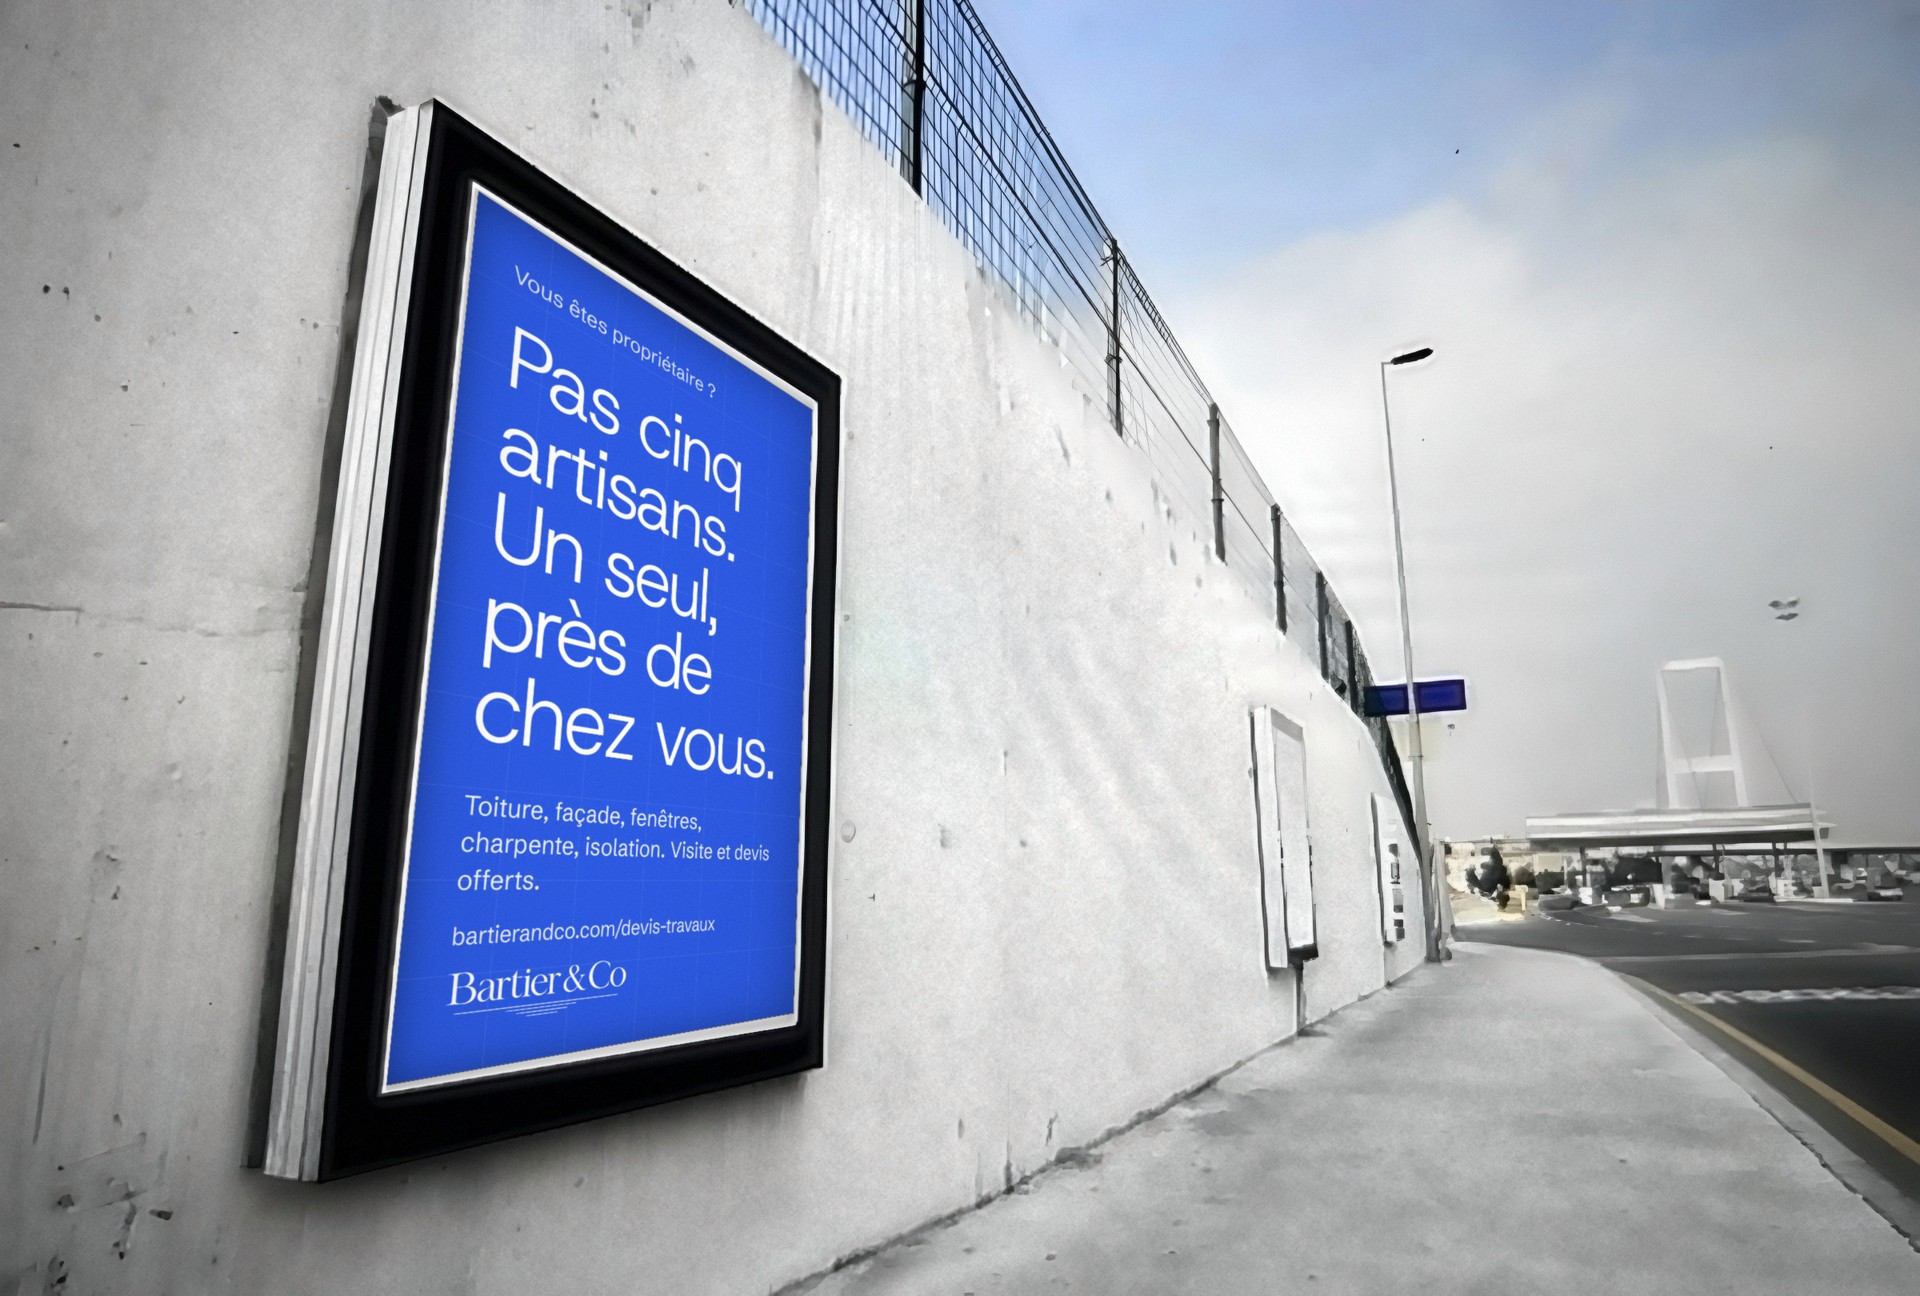 Vous êtes propriétaire ?
Pas cinq
artisans.
Un seul,
près de
chez vous.
Toiture, façade, fenêtres,
charpente, isolation. Visite et devis
offerts.
bartierandco.com/devis-travaux
Bartier&Co